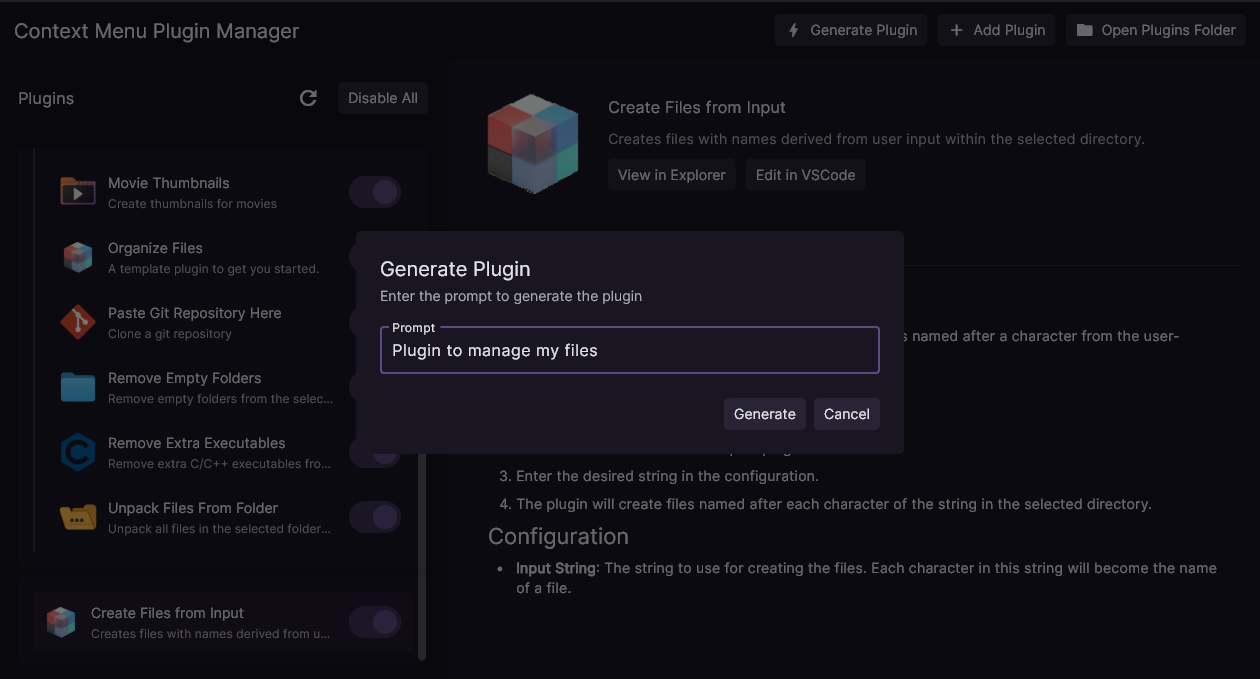 Context Menu Plugin Manager
Generate Plugin
Add Plugin
Open Plugins Folder
Plugins
Disable All
Movie Thumbnails
Create thumbnails for movies
Organize Files
A template plugin to get you started.
Paste Git Repository Here
Clone a git repository
Remove Empty Folders
Remove empty folders from the selec...
Remove Extra Executables
Remove extra C/C++ executables fro...
Unpack Files From Folder
Unpack all files in the selected folder...
Create Files from Input
Creates files with names derived from u...
Create Files from Input
Creates files with names derived from user input within the selected directory.
View in Explorer
Edit in VSCode
named after a character from the user-
Generate Plugin
Enter the prompt to generate the plugin
Prompt
Plugin to manage my files
Generate
Cancel
3. Enter the desired string in the configuration.
4. The plugin will create files named after each character of the string in the selected directory.
Configuration
• Input String: The string to use for creating the files. Each character in this string will become the name
of a file.